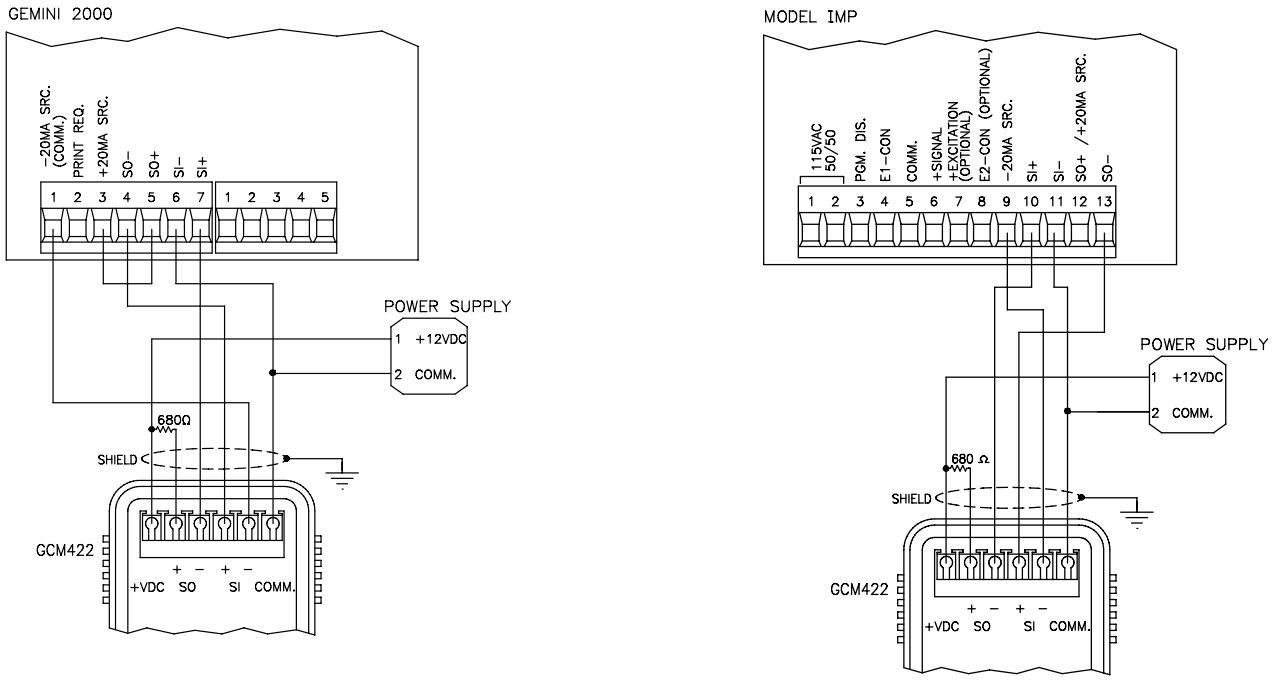 GEMINI 2000
-20MA SRC.
(COMM.)
PRINT REQ.
+20MA SRC.
SO-
SO+
SI-
SI+
1 2 3 4 5 6 7 1 2 3 4 5
POWER SUPPLY
1 +12VDC
2 COMM.
680Ω
SHIELD
GCM422
+ - + -
+VDC SO SI COMM.
MODEL IMP
115VAC
50/50
PGM. DIS.
E1-CON
COMM.
+SIGNAL
+EXCITATION
(OPTIONAL)
E2-CON (OPTIONAL)
-20MA SRC.
SI+
SI-
SO+ /+20MA SRC.
SO-
1 2 3 4 5 6 7 8 9 10 11 12 13
POWER SUPPLY
1 +12VDC
2 COMM.
680 Ω
SHIELD
GCM422
+ - + -
+VDC SO SI COMM.